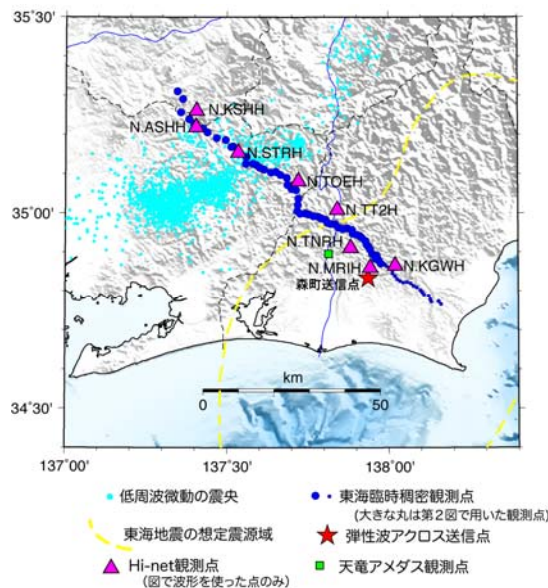 35°30'
N.KSHH
N.ASHH
N.STRH
N.TOEH
35°00'
N.TT2H
N.TNRH
N.MRIH
N.KGWH
森町送信点
km
0
50
34°30'
137°00'
137°30'
138°00'
低周波微動の震央
東海臨時稠密観測点
(大きな丸は第2図で用いた観測点)
東海地震の想定震源域
弾性波アクロス送信点
Hi-net観測点
(図で波形を使った点のみ)
天竜アメダス観測点